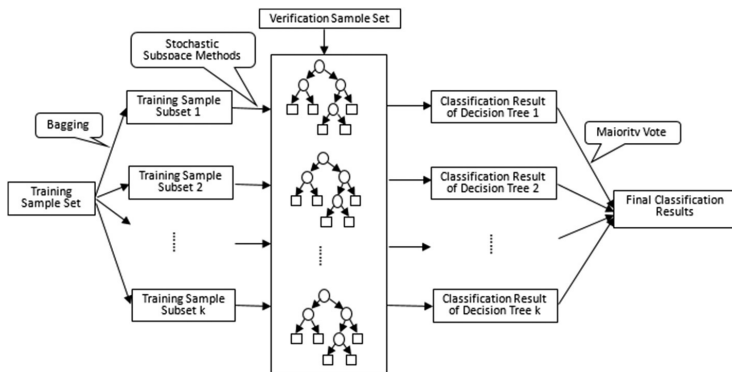 Verification Sample Set
Stochastic
Subspace Methods
Bagging
Training Sample
Subset 1
Classification Result
of Decision Tree 1
Majority Vote
Training Sample
Subset 2
Classification Result
of Decision Tree 2
Training
Sample Set
Final Classification
Results
Training Sample
Subset k
Classification Result
of Decision Tree k